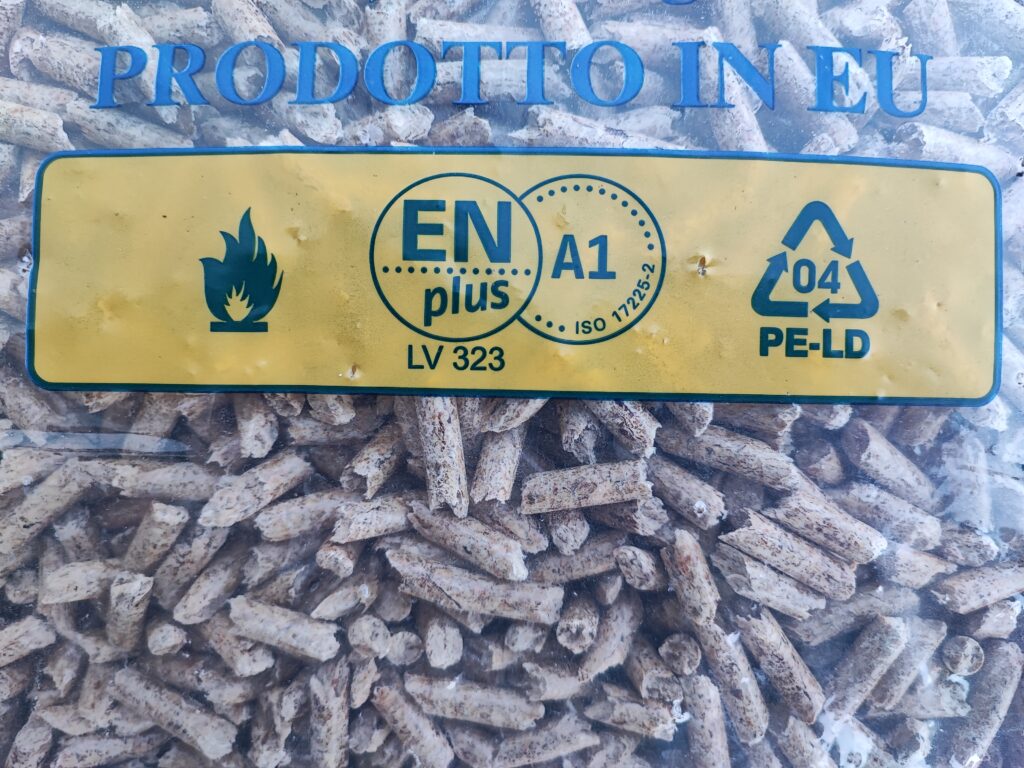 PRODOTTO IN EU
EN
plus
A1
ISO 17225-2
LV 323
04
PE-LD